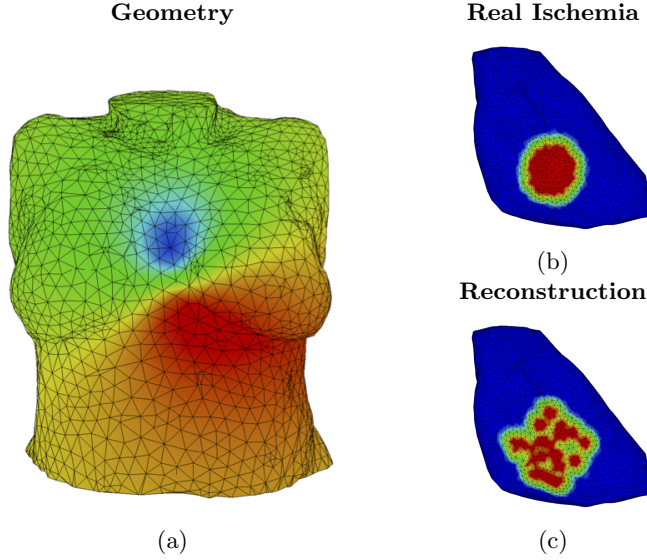 Geometry
Real Ischemia
(b)
Reconstruction
(a)
(c)